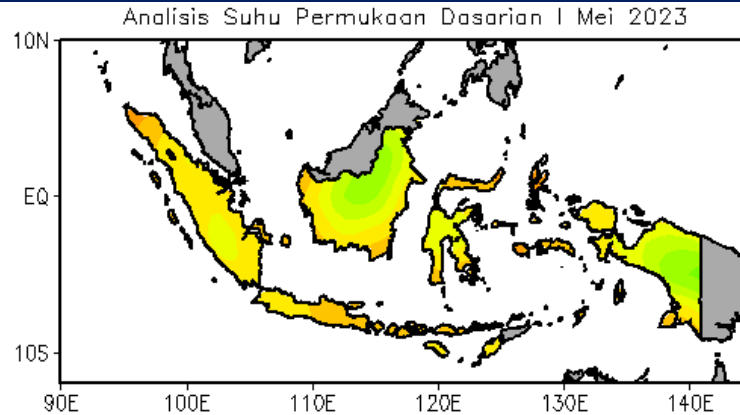 Analisis Suhu Permukaan Dasarian I Mei 2023
10N
EQ
10S
90E 100E 110E 120E 130E 140E